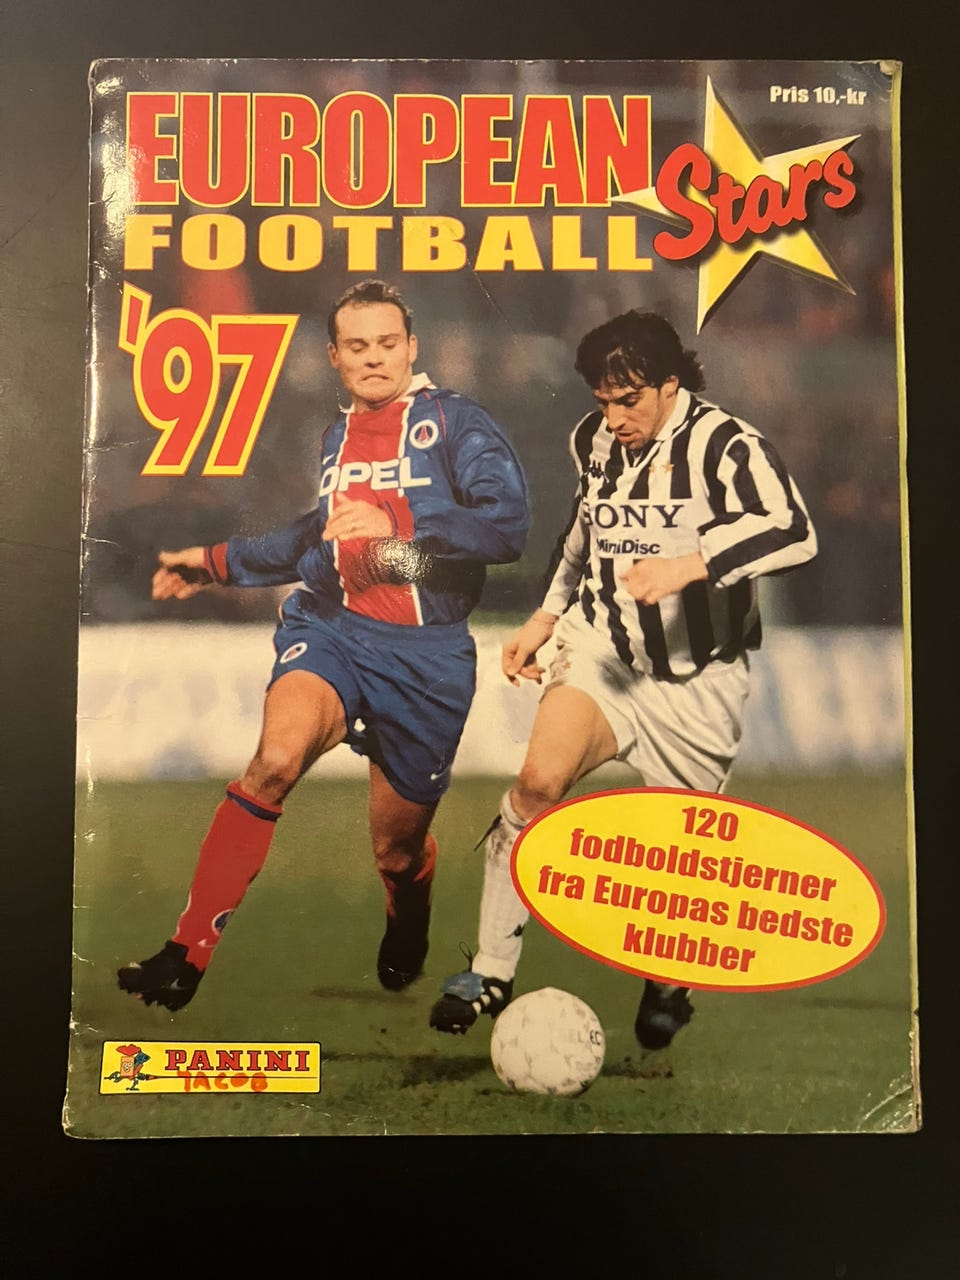 Pris 10,-kr
EUROPEAN
Stars
FOOTBALL
'97
OPEL
SONY
MiniDisc
120
fodboldstjerner
fra Europas bedste
klubber
PANINI
JACOB